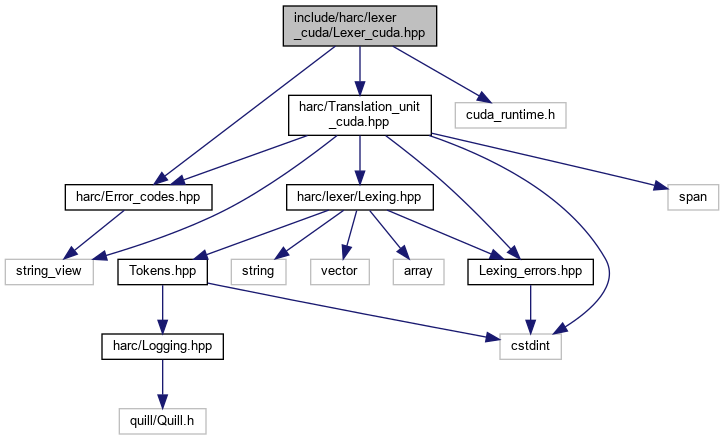 include/harc/lexer
_cuda/Lexer_cuda.hpp
harc/Translation_unit
_cuda.hpp
cuda_runtime.h
harc/Error_codes.hpp
harc/lexer/Lexing.hpp
span
string_view
Tokens.hpp
string
vector
array
Lexing_errors.hpp
harc/Logging.hpp
cstdint
quill/Quill.h